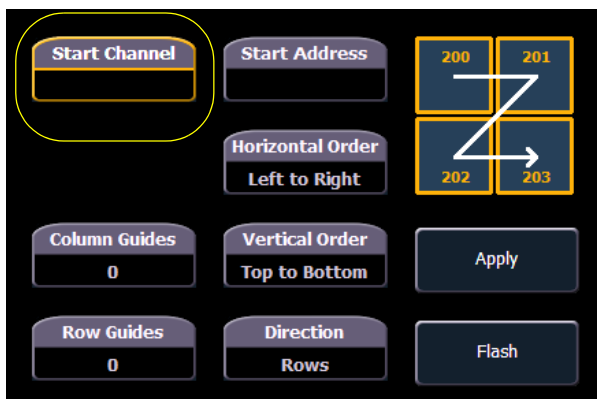 Start Channel
Start Address
200 201
Horizontal Order
Left to Right
202 203
Column Guides
0
Vertical Order
Top to Bottom
Apply
Row Guides
0
Direction
Rows
Flash